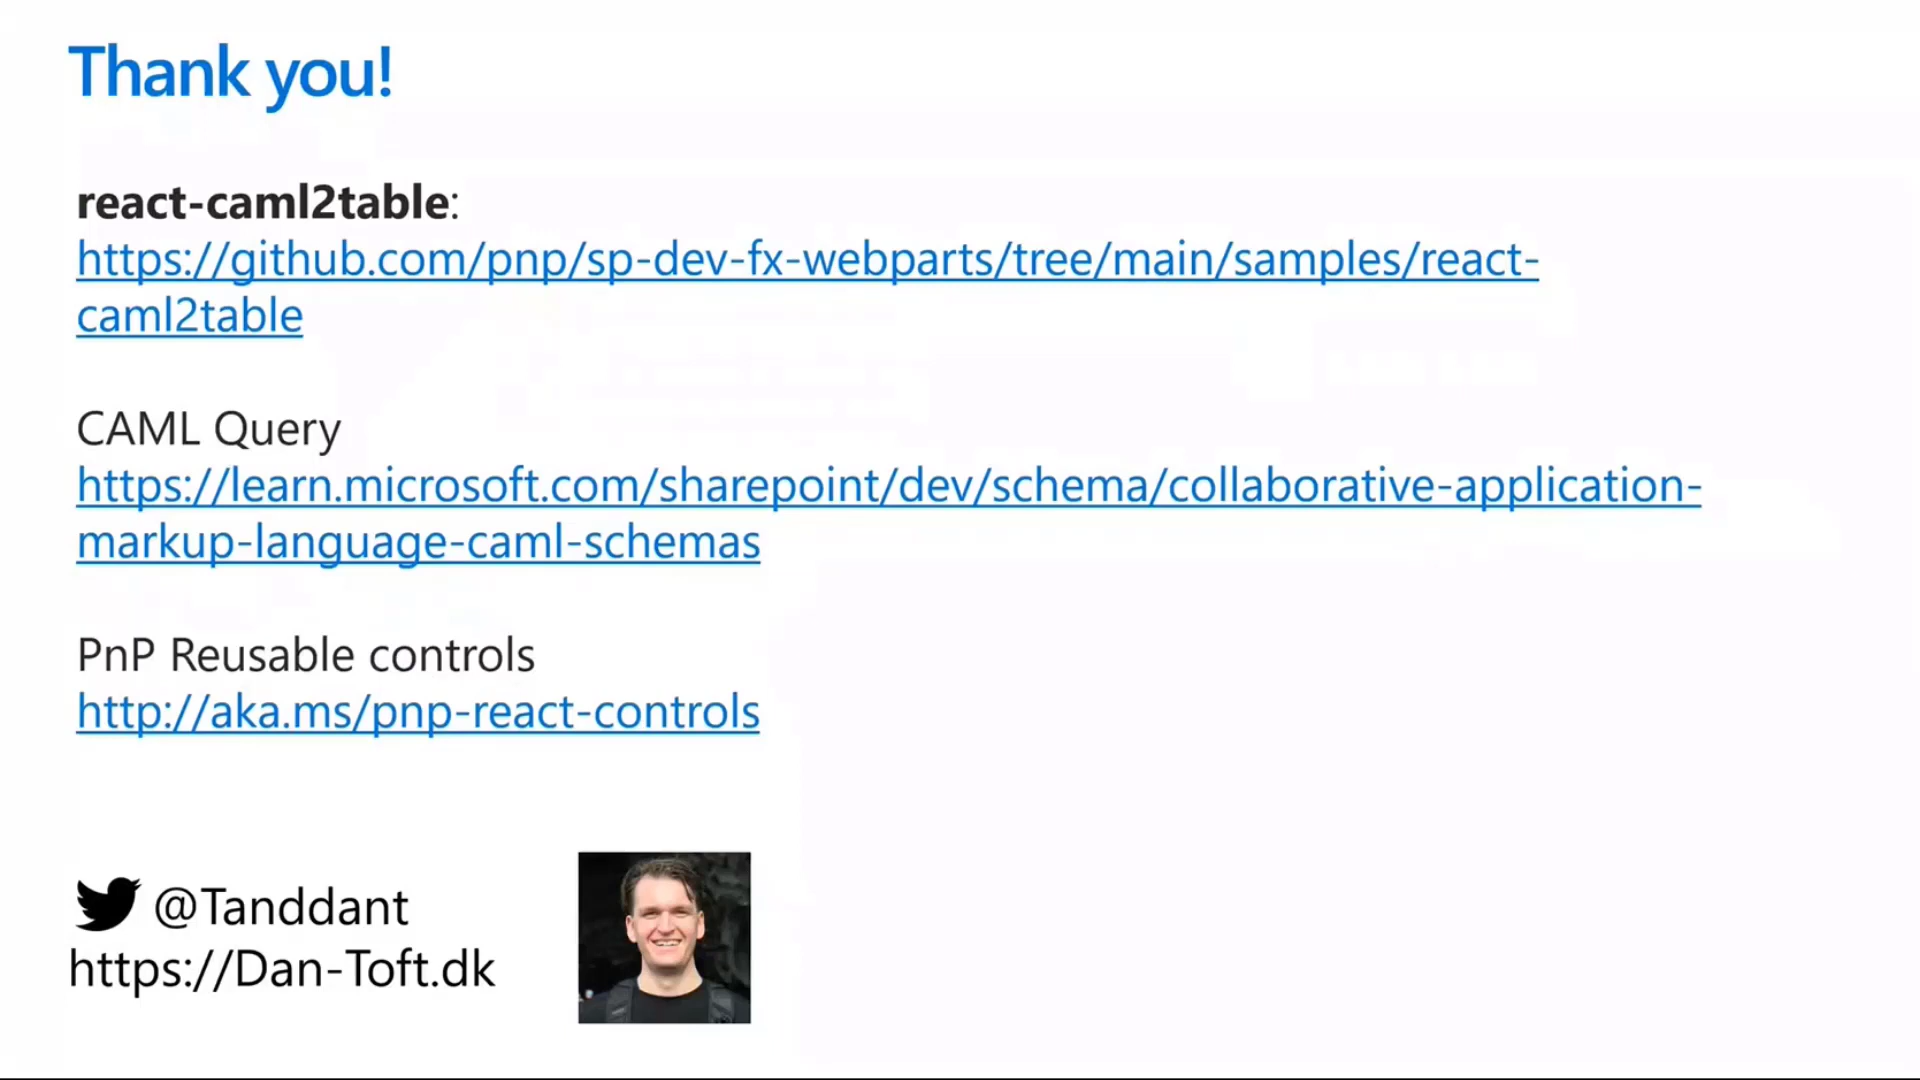 Thank you!
react-caml2table:
https://github.com/pnp/sp-dev-fx-webparts/tree/main/samples/react-
caml2table
CAML Query
https://learn.microsoft.com/sharepoint/dev/schema/collaborative-application-
markup-language-caml-schemas
PnP Reusable controls
http://aka.ms/pnp-react-controls
@Tanddant
https://Dan-Toft.dk